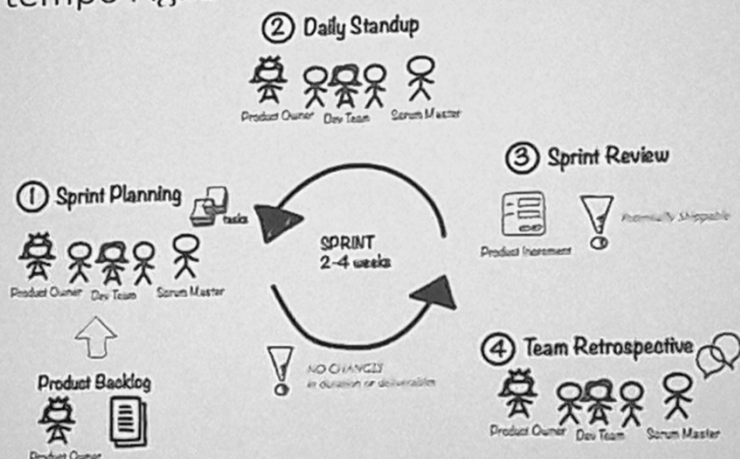 ② Daily Standup
Product Owner Dev Team Scrum Master
① Sprint Planning
tasks
Product Owner Dev Team Scrum Master
SPRINT
2-4 weeks
③ Sprint Review
Product Increment
Potentially Shippable
NO CHANGES
in duration or deliverables
Product Backlog
Product Owner
④ Team Retrospective
Product Owner Dev Team Scrum Master